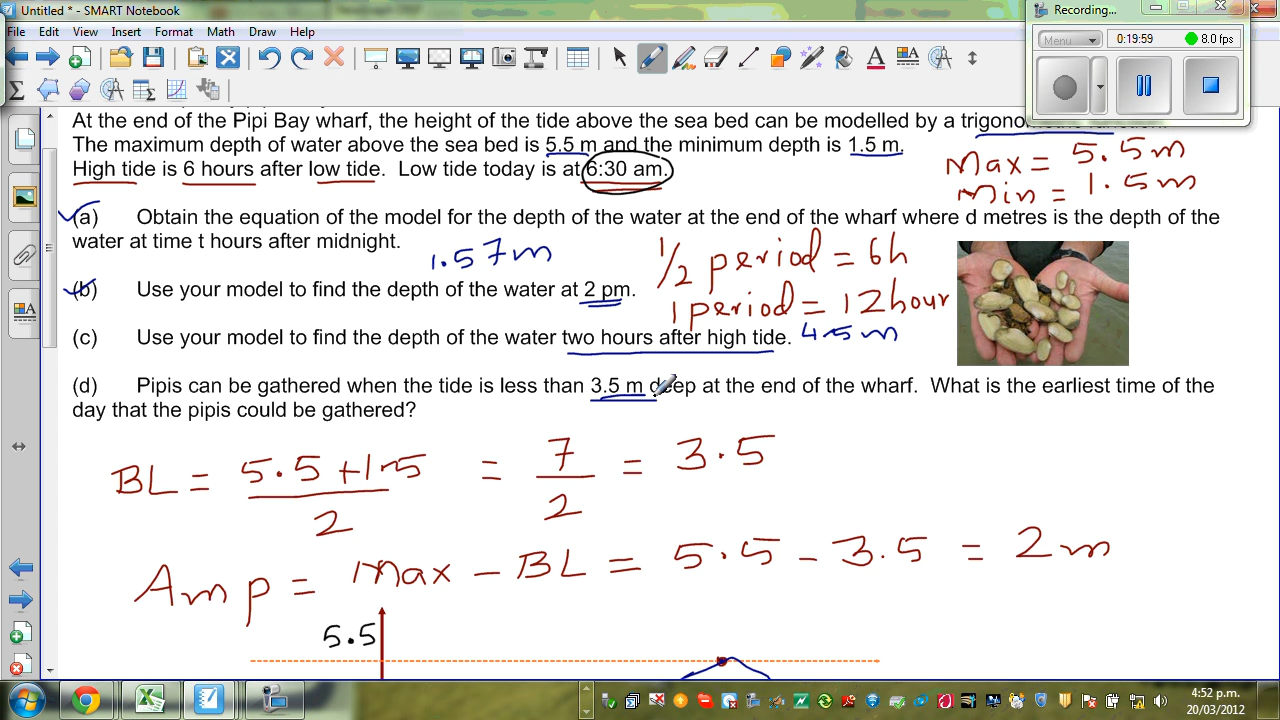 Untitled * - SMART Notebook
Recording...
File Edit View Insert Format Math Draw Help
Menu
0:19:59
8.0 fps
At the end of the Pipi Bay wharf, the height of the tide above the sea bed can be modelled by a trigonometric function.
The maximum depth of water above the sea bed is 5.5 m and the minimum depth is 1.5 m.
Max = 5.5m
High tide is 6 hours after low tide. Low tide today is at 6:30 am.
Min = 1.5m
(a) Obtain the equation of the model for the depth of the water at the end of the wharf where d metres is the depth of the
water at time t hours after midnight.
1.57m
1/2 period = 6h
(b) Use your model to find the depth of the water at 2 pm.
1 period = 12 hour
(c) Use your model to find the depth of the water two hours after high tide. 4.5m
(d) Pipis can be gathered when the tide is less than 3.5 m deep at the end of the wharf. What is the earliest time of the
day that the pipis could be gathered?
BL = 5.5 + 1.5 / 2 = 7 / 2 = 3.5
Amp = Max - BL = 5.5 - 3.5 = 2m
5.5
4:52 p.m.
20/03/2012